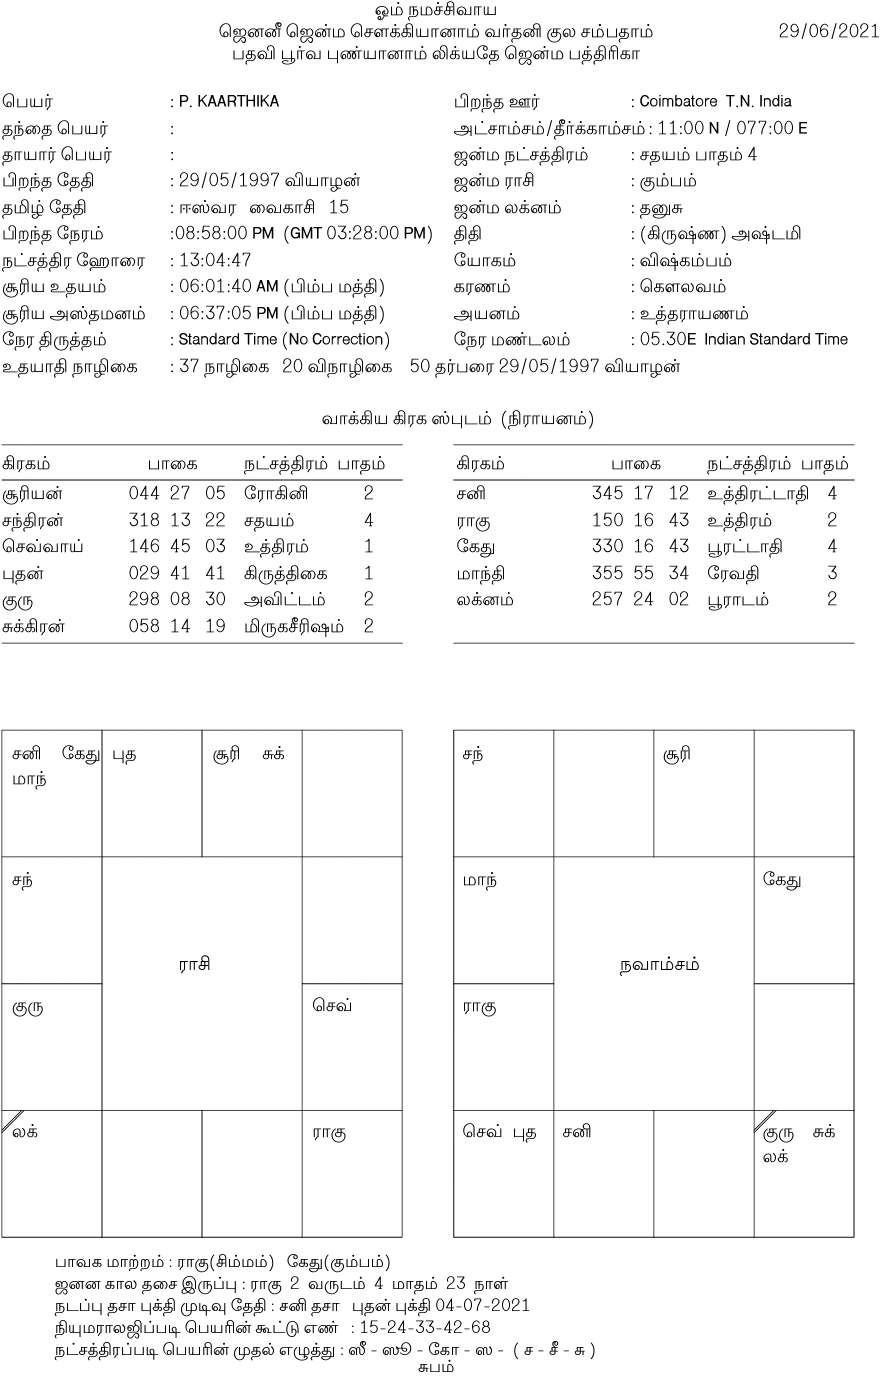 ஓம் நமச்சிவாய
ஜெனனீ ஜென்ம சௌக்கியானாம் வர்தனி குல சம்பதாம் 29/06/2021
பதவி பூர்வ புண்யானாம் லிக்யதே ஜென்ம பத்திரிகா
பெயர் : P. KAARTHIKA பிறந்த ஊர் : Coimbatore T.N. India
தந்தை பெயர் : அட்சாம்சம்/தீர்க்காம்சம் : 11:00 N / 077:00 E
தாயார் பெயர் : ஜன்ம நட்சத்திரம் : சதயம் பாதம் 4
பிறந்த தேதி : 29/05/1997 வியாழன் ஜன்ம ராசி : கும்பம்
தமிழ் தேதி : ஈஸ்வர வைகாசி 15 ஜன்ம லக்னம் : தனுசு
பிறந்த நேரம் :08:58:00 PM (GMT 03:28:00 PM) திதி : (கிருஷ்ண) அஷ்டமி
நட்சத்திர ஹோரை : 13:04:47 யோகம் : விஷ்கம்பம்
சூரிய உதயம் : 06:01:40 AM (பிம்ப மத்தி) கரணம் : கௌலவம்
சூரிய அஸ்தமனம் : 06:37:05 PM (பிம்ப மத்தி) அயனம் : உத்தராயணம்
நேர திருத்தம் : Standard Time (No Correction) நேர மண்டலம் : 05.30E Indian Standard Time
உதயாதி நாழிகை : 37 நாழிகை 20 விநாழிகை 50 தர்பரை 29/05/1997 வியாழன்
வாக்கிய கிரக ஸ்புடம் (நிராயனம்)
கிரகம் பாகை நட்சத்திரம் பாதம் கிரகம் பாகை நட்சத்திரம் பாதம்
சூரியன் 044 27 05 ரோகினி 2 சனி 345 17 12 உத்திரட்டாதி 4
சந்திரன் 318 13 22 சதயம் 4 ராகு 150 16 43 உத்திரம் 2
செவ்வாய் 146 45 03 உத்திரம் 1 கேது 330 16 43 பூரட்டாதி 4
புதன் 029 41 41 கிருத்திகை 1 மாந்தி 355 55 34 ரேவதி 3
குரு 298 08 30 அவிட்டம் 2 லக்னம் 257 24 02 பூராடம் 2
சுக்கிரன் 058 14 19 மிருகசீரிஷம் 2
சனி கேது புத சூரி சுக் சந் சூரி
மாந்
சந் மாந் கேது
ராசி நவாம்சம்
குரு செவ் ராகு
லக் ராகு செவ் புத சனி குரு சுக்
லக்
பாவக மாற்றம் : ராகு(சிம்மம்) கேது(கும்பம்)
ஜனன கால தசை இருப்பு : ராகு 2 வருடம் 4 மாதம் 23 நாள்
நடப்பு தசா புக்தி முடிவு தேதி : சனி தசா புதன் புக்தி 04-07-2021
நியுமராலஜிப்படி பெயரின் கூட்டு எண் : 15-24-33-42-68
நட்சத்திரப்படி பெயரின் முதல் எழுத்து : ஸீ - ஸூ - கோ - ஸ - ( ச - சீ - சு )
சுபம்